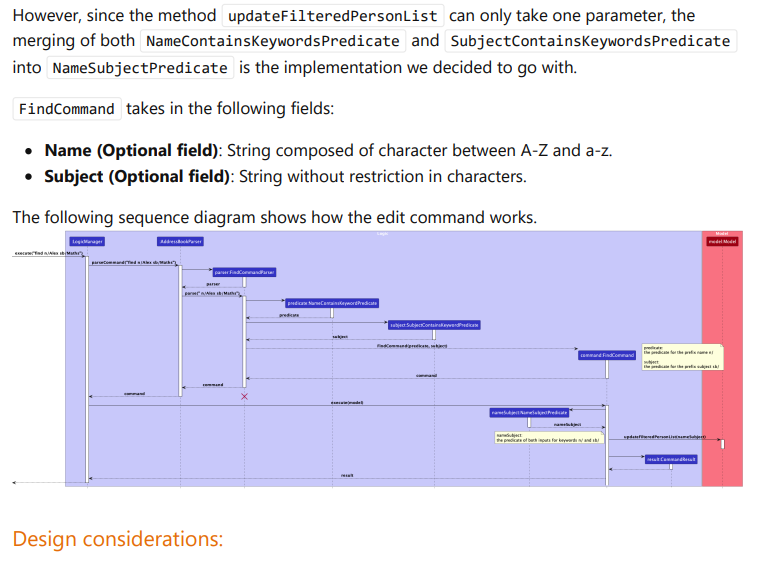 However, since the method updateFilteredPersonList can only take one parameter, the
merging of both NameContainsKeywordsPredicate and SubjectContainsKeywordsPredicate
into NameSubjectPredicate is the implementation we decided to go with.
FindCommand takes in the following fields:
• Name (Optional field): String composed of character between A-Z and a-z.
• Subject (Optional field): String without restriction in characters.
The following sequence diagram shows how the edit command works.
Logic
Model
LogicManager
AddressBookParser
model:Model
execute("find n/Alex sb/Maths")
parseCommand("find n/Alex sb/Maths")
parser:FindCommandParser
parser
parse(" n/Alex sb/Maths")
predicate:NameContainsKeywordPredicate
predicate
subject:SubjectContainsKeywordPredicate
subject
FindCommand(predicate, subject)
command:FindCommand
predicate:
the predicate for the prefix name n/
subject:
the predicate for the prefix subject sb/
command
command
command
execute(model)
nameSubject:NameSubjectPredicate
nameSubject
nameSubject:
the predicate of both inputs for keywords n/ and sb/
updateFilteredPersonList(nameSubject)
result:CommandResult
result
Design considerations: